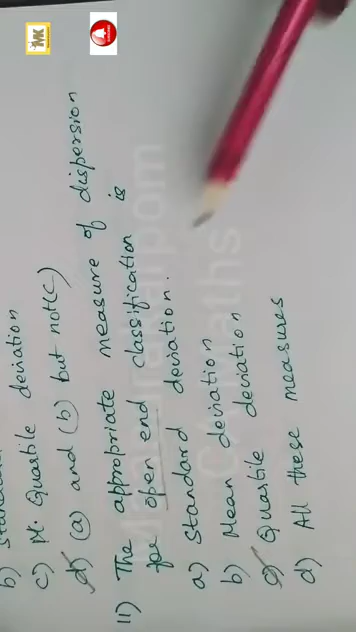 b) Standard
c) M. Quartile deviation
d) (a) and (b) but not (c)
11) The appropriate measure of dispersion
for open end classification is
a) Standard deviation.
b) Mean deviation
c) Quartile deviation
d) All these measures
MK